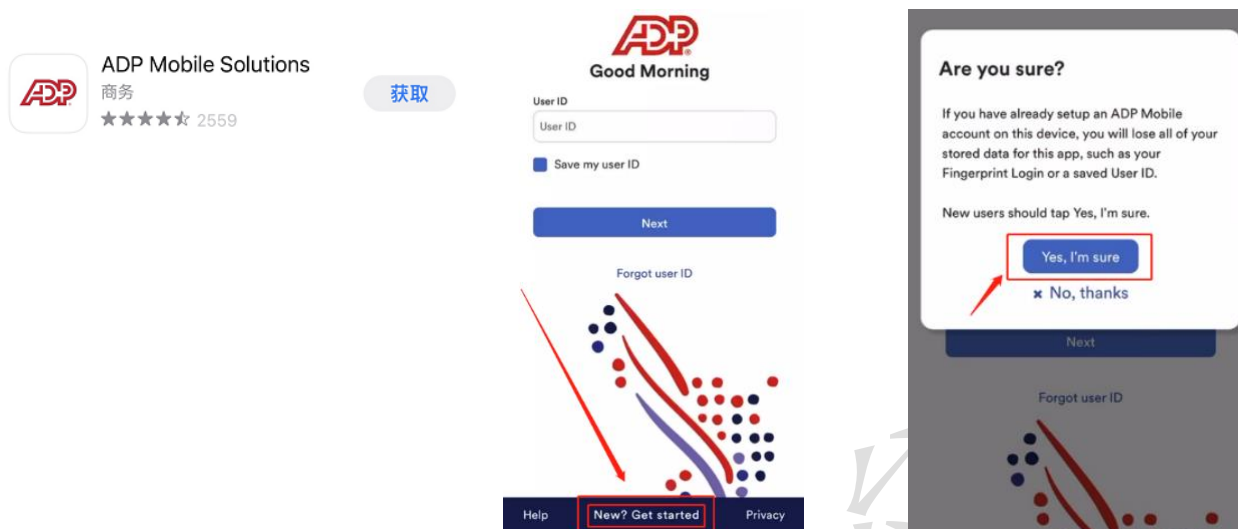 ADP Mobile Solutions
商务
2559
获取
ADP
ADP
Good Morning
User ID
User ID
Save my user ID
Next
Forgot user ID
Help
New? Get started
Privacy
Are you sure?
If you have already setup an ADP Mobile
account on this device, you will lose all of your
stored data for this app, such as your
Fingerprint Login or a saved User ID.
New users should tap Yes, I'm sure.
Yes, I'm sure
× No, thanks
Next
Forgot user ID